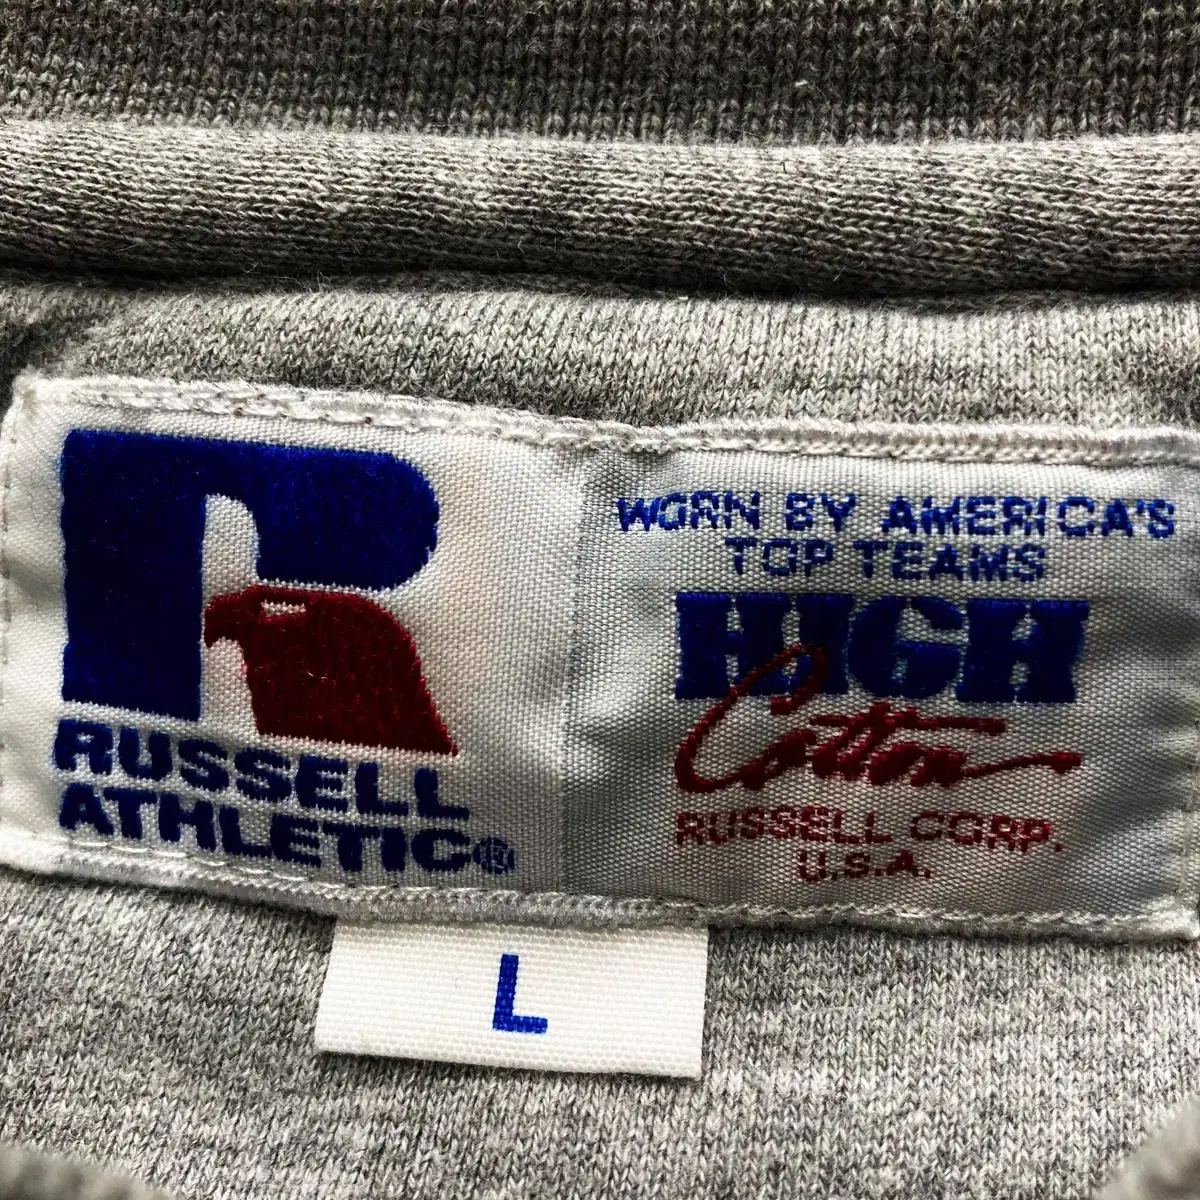 RUSSELL
ATHLETIC®
WORN BY AMERICA'S
TOP TEAMS
HIGH
Cotton
RUSSELL CORP.
U.S.A.
L